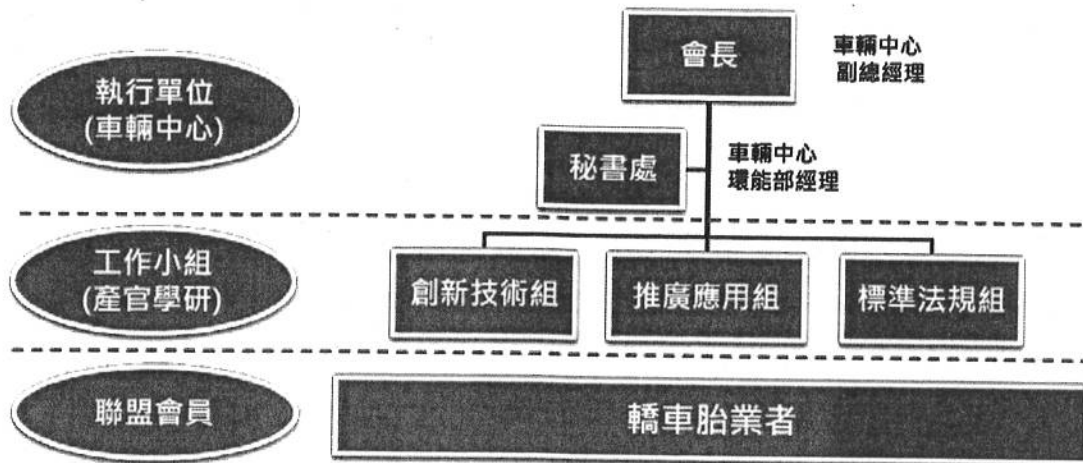 執行單位
(車輛中心)
會長
車輛中心
副總經理
秘書處
車輛中心
環能部經理
工作小組
(產官學研)
創新技術組
推廣應用組
標準法規組
聯盟會員
轎車胎業者